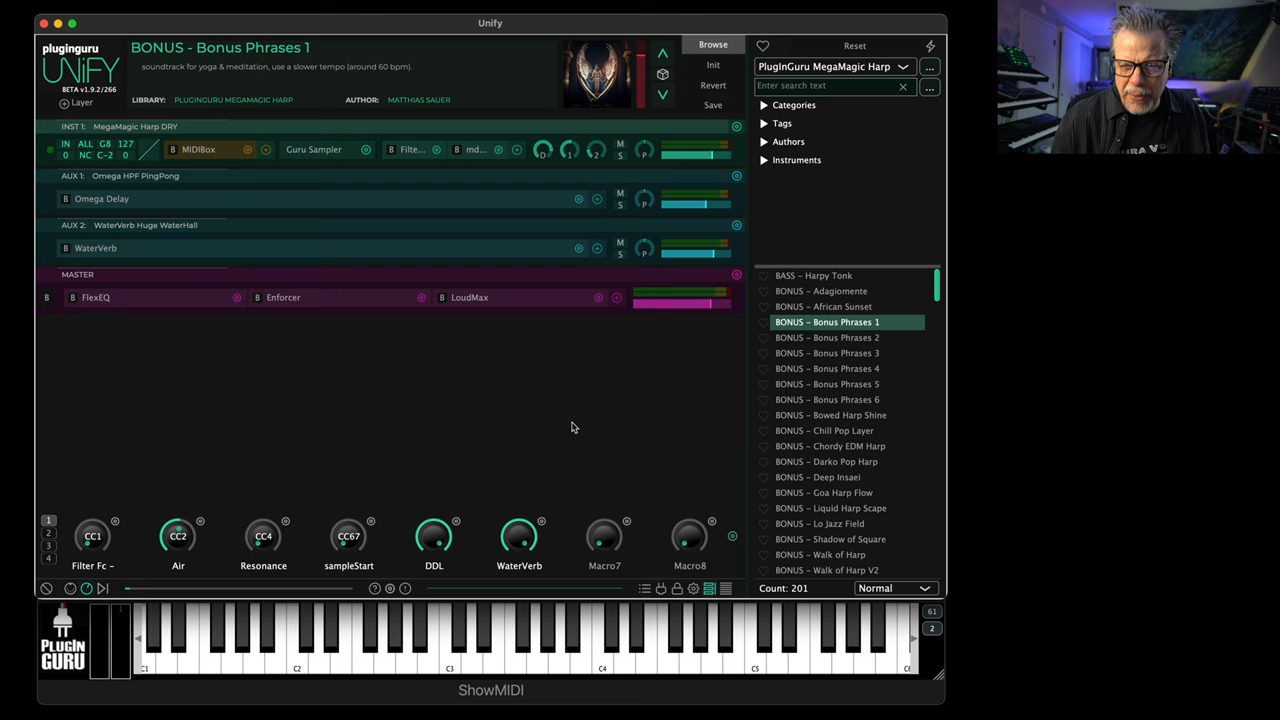 Unify
pluginguru
UNIFY
BETA v1.9.2/266
Layer
BONUS - Bonus Phrases 1
soundtrack for yoga & meditation, use a slower tempo (around 60 bpm).
LIBRARY: PLUGINGURU MEGAMAGIC HARP AUTHOR: MATTHIAS SAUER
Browse
Init
Revert
Save
Reset
PlugInGuru MegaMagic Harp
...
Enter search text
...
Categories
Tags
Authors
Instruments
INST 1: MegaMagic Harp DRY
IN ALL G8 127
0 NC C-2 0
B MIDIBox
Guru Sampler
B Filte...
B md...
D 1 2
M
S
P
AUX 1: Omega HPF PingPong
B Omega Delay
M
S
P
AUX 2: WaterVerb Huge WaterHall
B WaterVerb
M
S
P
MASTER
B
B FlexEQ
B Enforcer
B LoudMax
BASS - Harpy Tonk
BONUS - Adagiomente
BONUS - African Sunset
BONUS - Bonus Phrases 1
BONUS - Bonus Phrases 2
BONUS - Bonus Phrases 3
BONUS - Bonus Phrases 4
BONUS - Bonus Phrases 5
BONUS - Bonus Phrases 6
BONUS - Bowed Harp Shine
BONUS - Chill Pop Layer
BONUS - Chordy EDM Harp
BONUS - Darko Pop Harp
BONUS - Deep Insaei
BONUS - Goa Harp Flow
BONUS - Liquid Harp Scape
BONUS - Lo Jazz Field
BONUS - Shadow of Square
BONUS - Walk of Harp
BONUS - Walk of Harp V2
Count: 201
Normal
1
2
3
4
CC1
Filter Fc -
CC2
Air
CC4
Resonance
CC67
sampleStart
DDL
WaterVerb
Macro7
Macro8
PLUGIN
GURU
1
C1
C2
C3
C4
C5
61
2
ShowMIDI